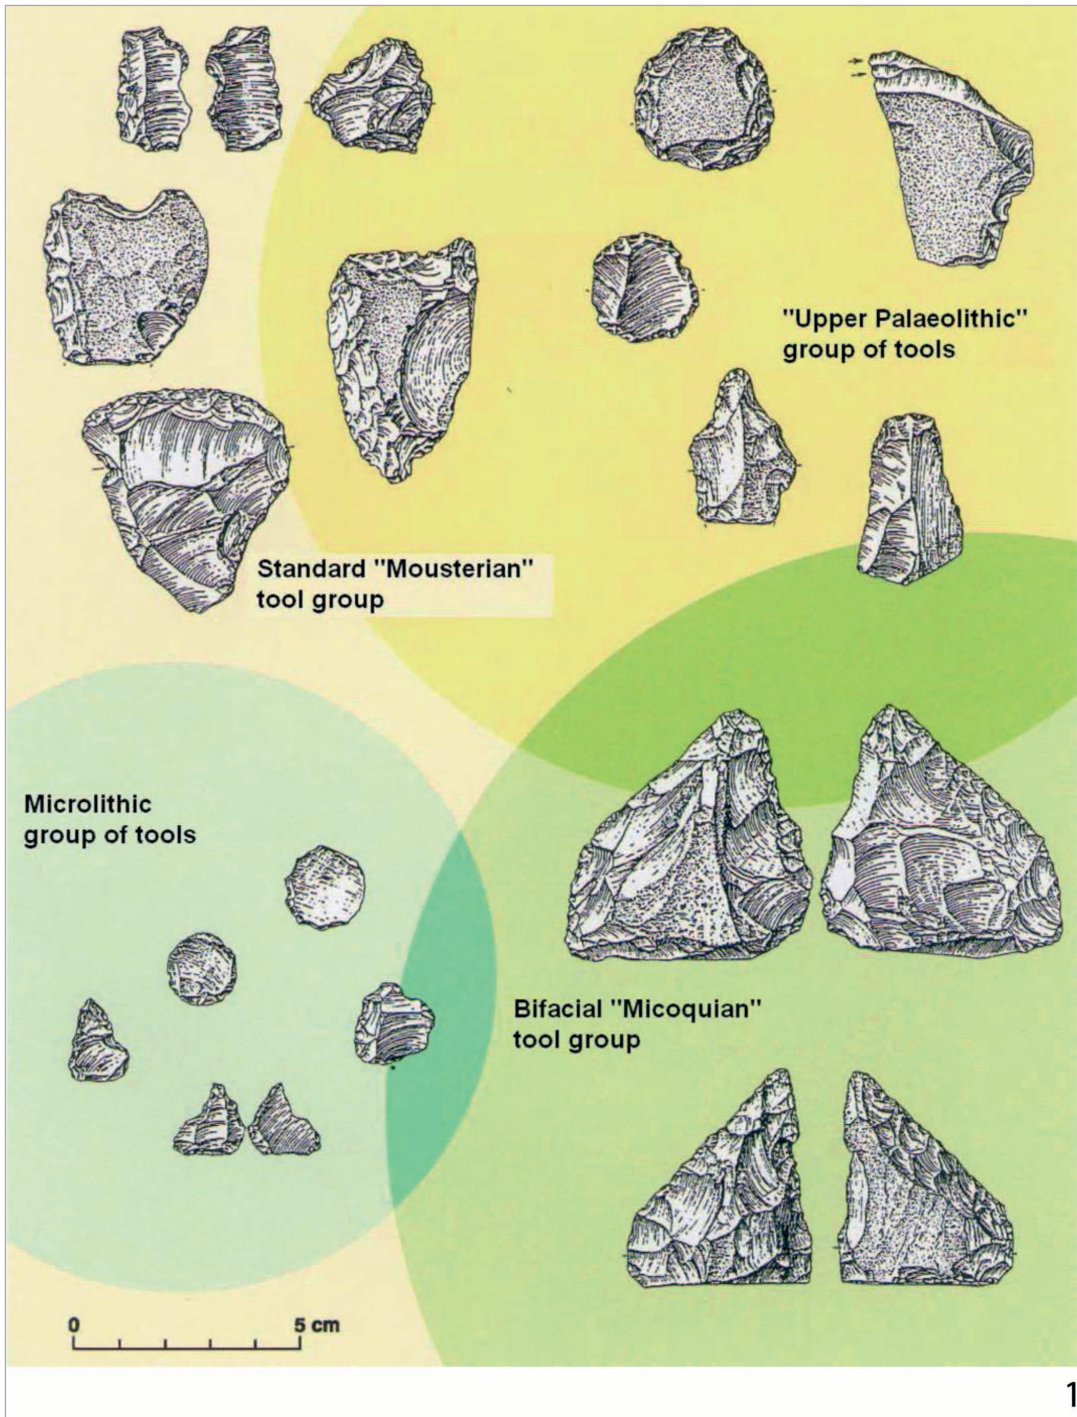 "Upper Palaeolithic"
group of tools
Standard "Mousterian"
tool group
Microlithic
group of tools
Bifacial "Micoquian"
tool group
0 5 cm
1